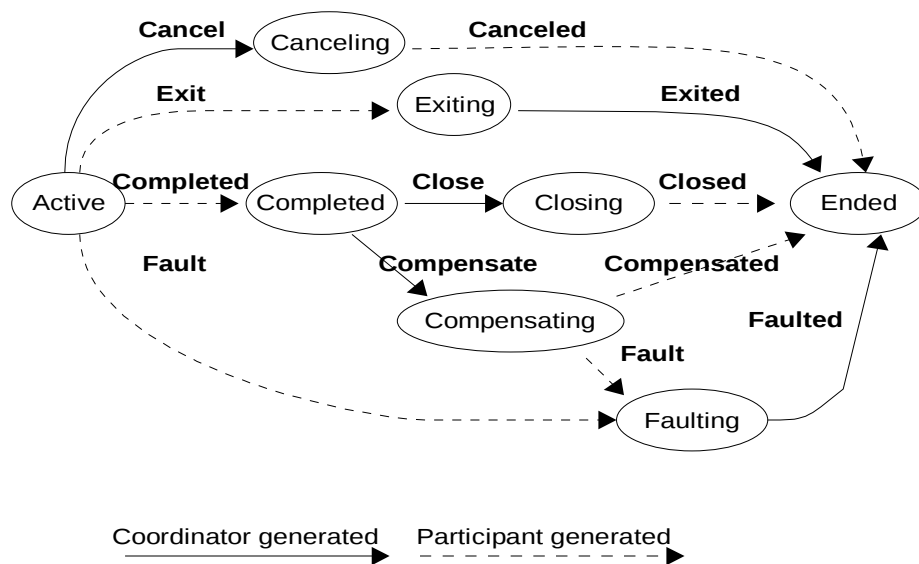 Cancel
Canceling
Canceled
Exit
Exiting
Exited
Active
Completed
Completed
Close
Closing
Closed
Ended
Fault
Compensate
Compensated
Compensating
Fault
Faulted
Faulting
Coordinator generated
Participant generated